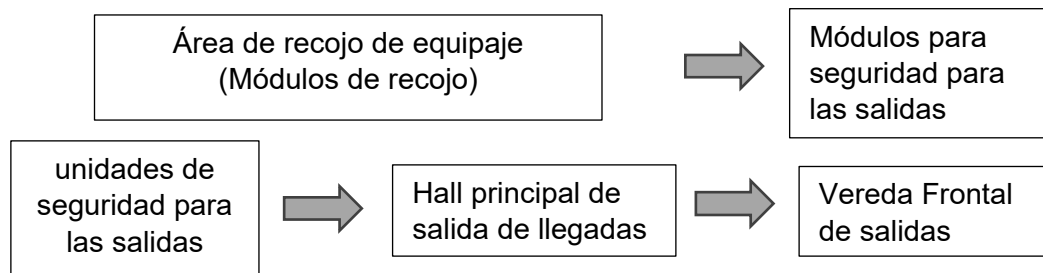 Área de recojo de equipaje
(Módulos de recojo)
Módulos para
seguridad para
las salidas
unidades de
seguridad para
las salidas
Hall principal de
salida de llegadas
Vereda Frontal
de salidas